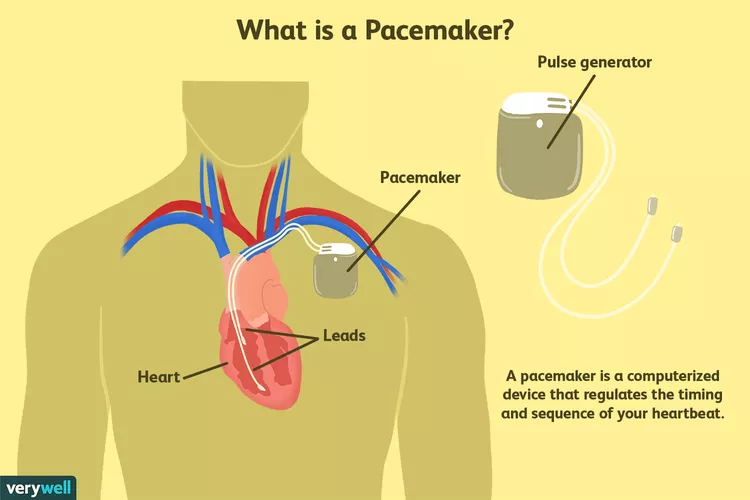 What is a Pacemaker?
Pulse generator
Pacemaker
Leads
Heart
A pacemaker is a computerized
device that regulates the timing
and sequence of your heartbeat.
verywell